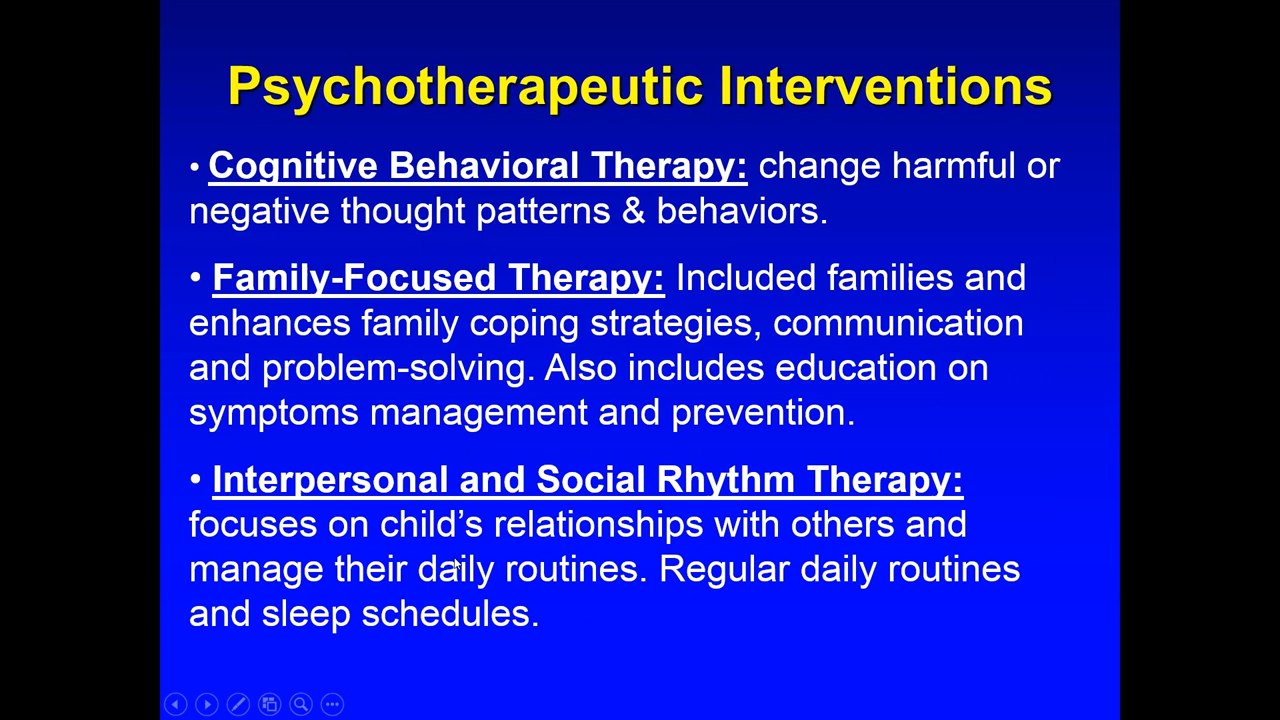 Psychotherapeutic Interventions
• Cognitive Behavioral Therapy: change harmful or
negative thought patterns & behaviors.
• Family-Focused Therapy: Included families and
enhances family coping strategies, communication
and problem-solving. Also includes education on
symptoms management and prevention.
• Interpersonal and Social Rhythm Therapy:
focuses on child’s relationships with others and
manage their daily routines. Regular daily routines
and sleep schedules.